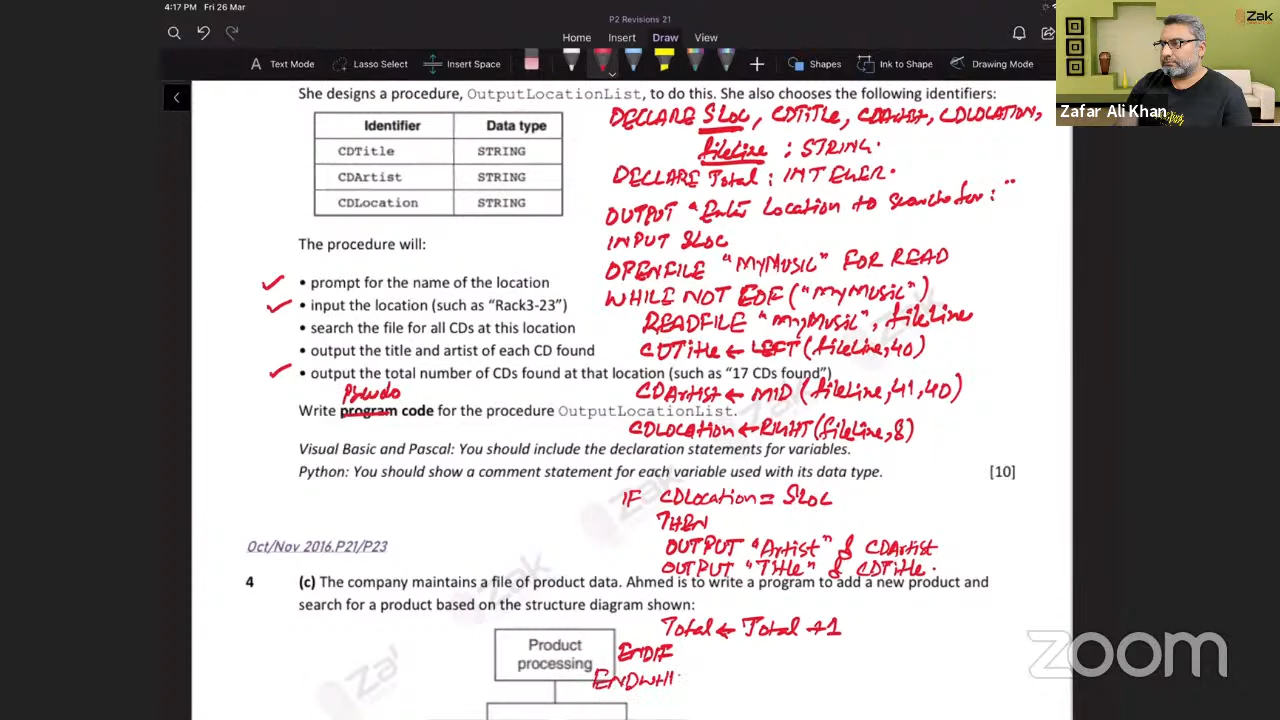 4:17 PM Fri 26 Mar
P2 Revisions 21
Home Insert Draw View
Text Mode Lasso Select Insert Space Shapes Ink to Shape Drawing Mode
Zak
Zafar Ali Khan
She designs a procedure, OutputLocationList, to do this. She also chooses the following identifiers:
Identifier Data type
CDTitle STRING
CDArtist STRING
CDLocation STRING
The procedure will:
• prompt for the name of the location
• input the location (such as “Rack3-23”)
• search the file for all CDs at this location
• output the title and artist of each CD found
• output the total number of CDs found at that location (such as “17 CDs found”)
Pseudo
Write program code for the procedure OutputLocationList.
Visual Basic and Pascal: You should include the declaration statements for variables.
Python: You should show a comment statement for each variable used with its data type. [10]
DECLARE SLOC, CDTitle, CDArtist, CDLOCATION,
fileLine : STRING.
DECLARE Total : INTEGER.
OUTPUT "Enter Location to search for : "
INPUT SLOC
OPENFILE "MYMUSIC" FOR READ
WHILE NOT EOF ("MYMUSIC")
READFILE "MYMUSIC", fileLine
CDTitle ← LEFT (fileLine, 40)
CDArtist ← MID (fileLine, 41, 40)
CDLOCATION ← RIGHT (fileLine, 8)
IF CDLocation = SLOC
THEN
OUTPUT "Artist" & CDArtist
OUTPUT "Title" & CDTitle.
Total ← Total +1
ENDIF
ENDWHI
Oct/Nov 2016.P21/P23
4 (c) The company maintains a file of product data. Ahmed is to write a program to add a new product and
search for a product based on the structure diagram shown:
Product
processing
zoom